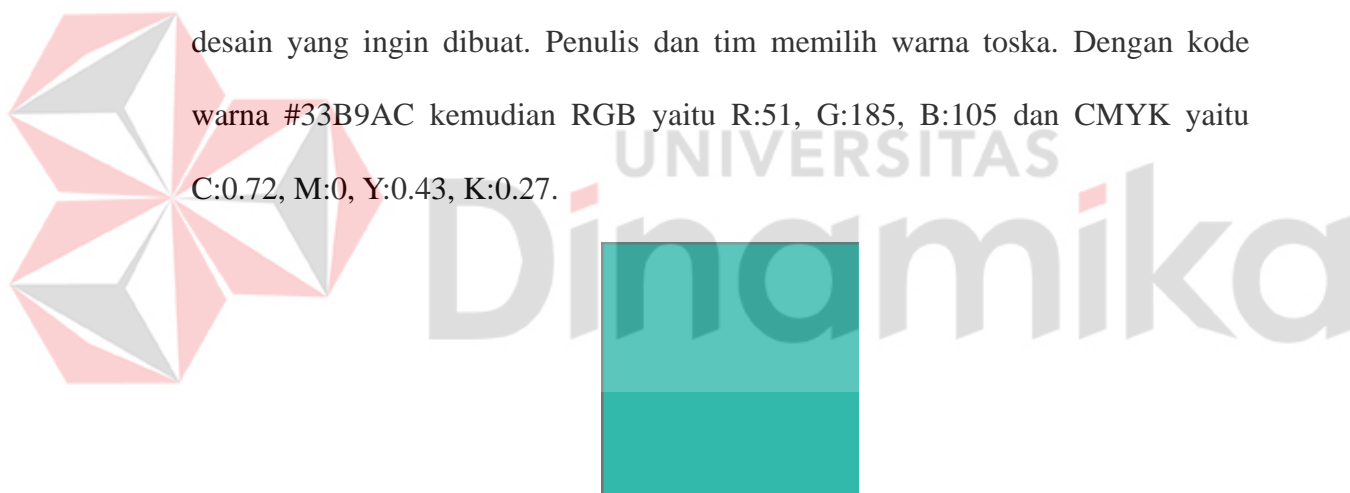 desain yang ingin dibuat. Penulis dan tim memilih warna toska. Dengan kode
warna #33B9AC kemudian RGB yaitu R:51, G:185, B:105 dan CMYK yaitu
UNIVERSITAS
C:0.72, M:0, Y:0.43, K:0.27.
Dinamika